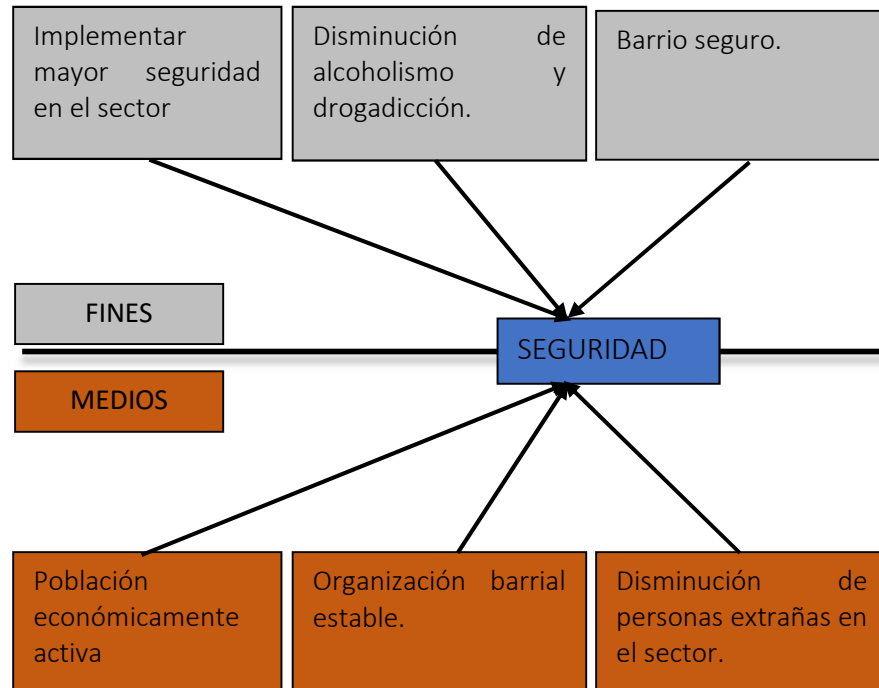 Implementar
mayor seguridad
en el sector
Disminución de
alcoholismo y
drogadicción.
Barrio seguro.
FINES
SEGURIDAD
MEDIOS
Población
económicamente
activa
Organización barrial
estable.
Disminución de
personas extrañas en
el sector.